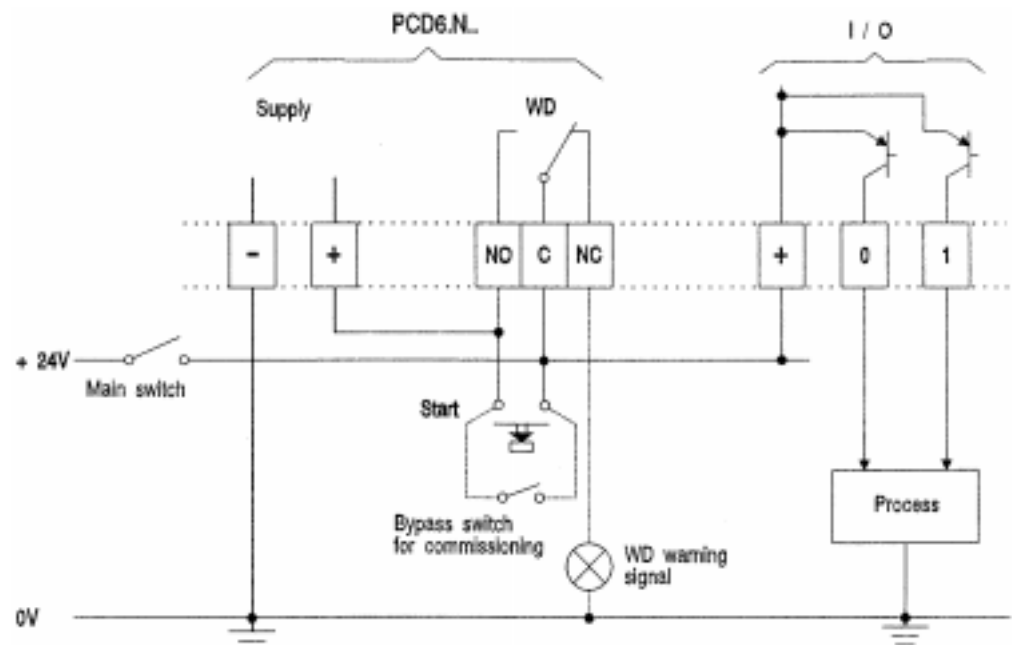 PCD6.N..
I / O
Supply
WD
-
+
NO
C
NC
+
0
1
+ 24V
Main switch
Start
Bypass switch
for commissioning
WD warning
signal
Process
0V